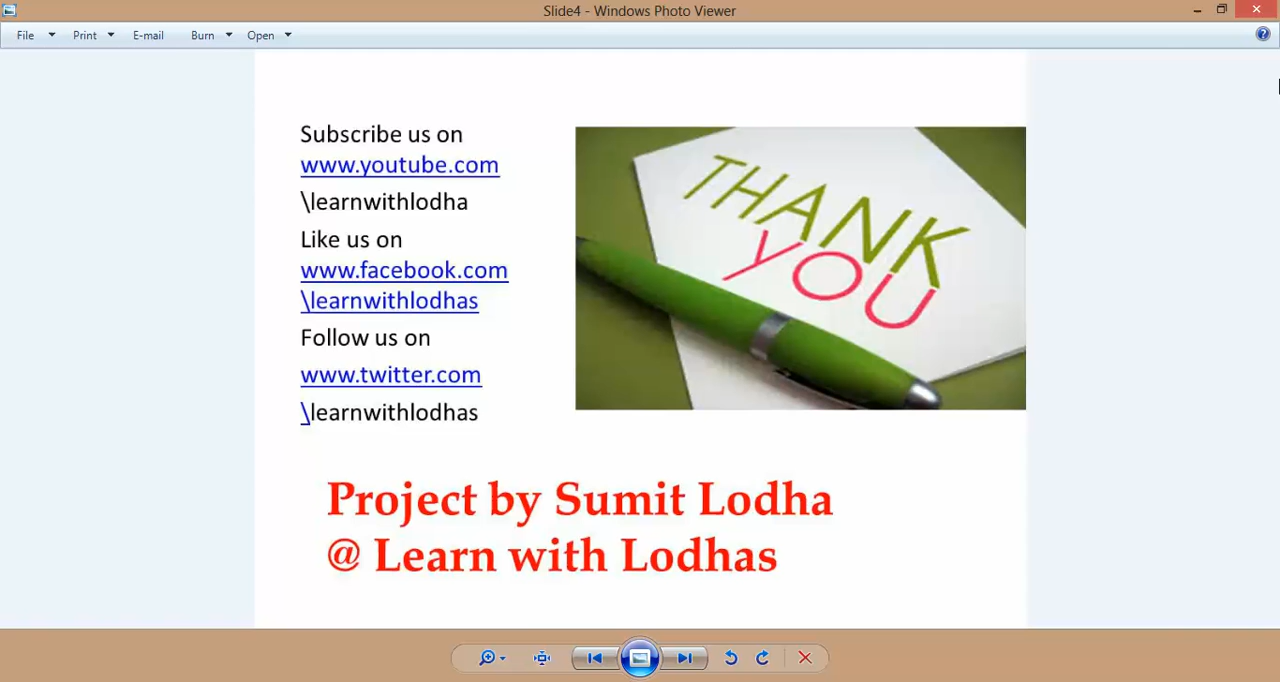 Slide4 - Windows Photo Viewer
File Print E-mail Burn Open
Subscribe us on
www.youtube.com
\learnwithlodha
Like us on
www.facebook.com
\learnwithlodhas
Follow us on
www.twitter.com
\learnwithlodhas
THANK
YOU
Project by Sumit Lodha
@ Learn with Lodhas